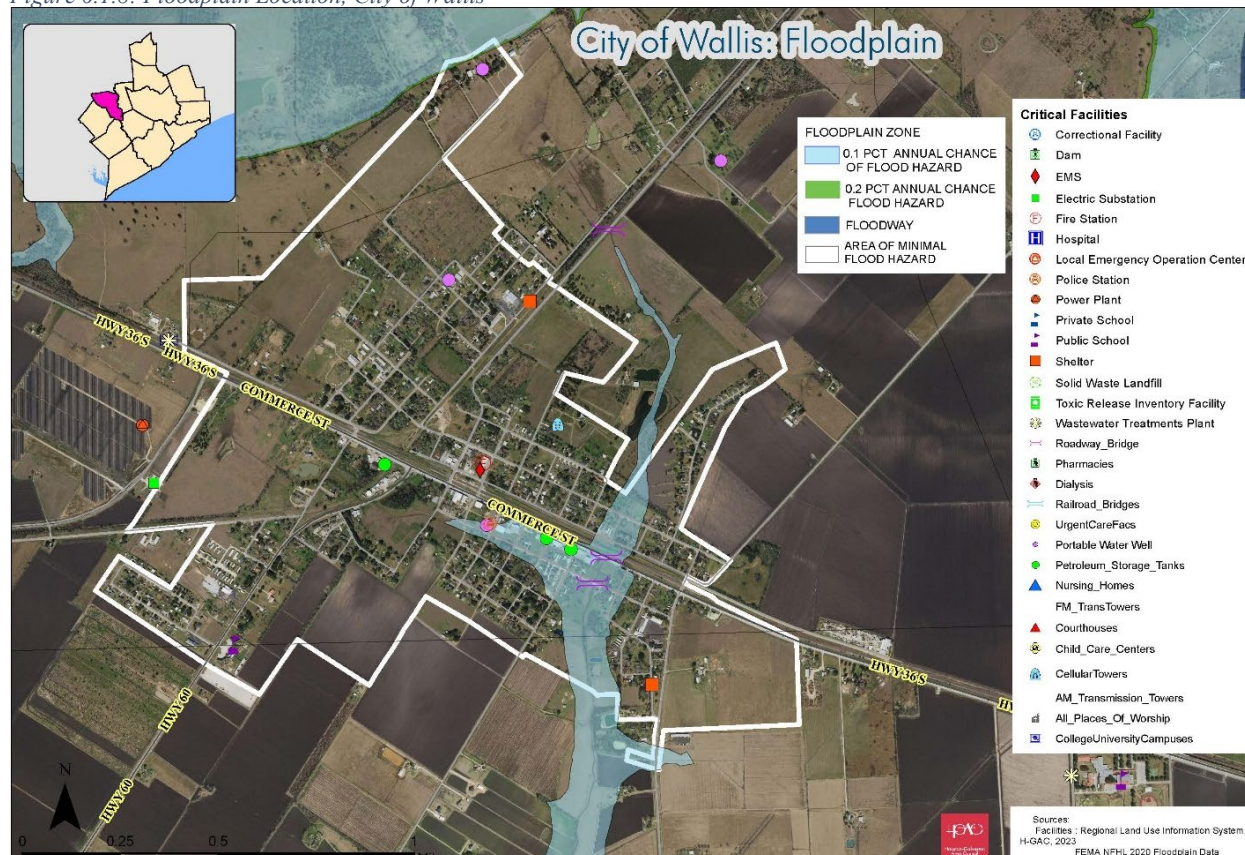 Figure 6.1.8: Floodplain Location, City of Wallis
City of Wallis: Floodplain
FLOODPLAIN ZONE
0.1 PCT ANNUAL CHANCE
OF FLOOD HAZARD
0.2 PCT ANNUAL CHANCE
FLOOD HAZARD
FLOODWAY
AREA OF MINIMAL
FLOOD HAZARD
Critical Facilities
Correctional Facility
Dam
EMS
Electric Substation
Fire Station
H Hospital
Local Emergency Operation Center
Police Station
Power Plant
Private School
Public School
Shelter
Solid Waste Landfill
Toxic Release Inventory Facility
Wastewater Treatments Plant
Roadway_Bridge
Pharmacies
Dialysis
Railroad_Bridges
UrgentCareFacs
Portable Water Well
Petroleum_Storage_Tanks
Nursing_Homes
FM_TransTowers
Courthouses
Child_Care_Centers
CellularTowers
AM_Transmission_Towers
All_Places_Of_Worship
CollegeUniversityCampuses
HWY 36 S
HWY 36 S
COMMERCE ST
COMMERCE ST
HWY 36 S
HWY 60
HWY 60
N
0 0.25 0.5
Sources:
Facilities : Regional Land Use Information System,
H-GAC, 2023
FEMA NFHL 2020 Floodplain Data